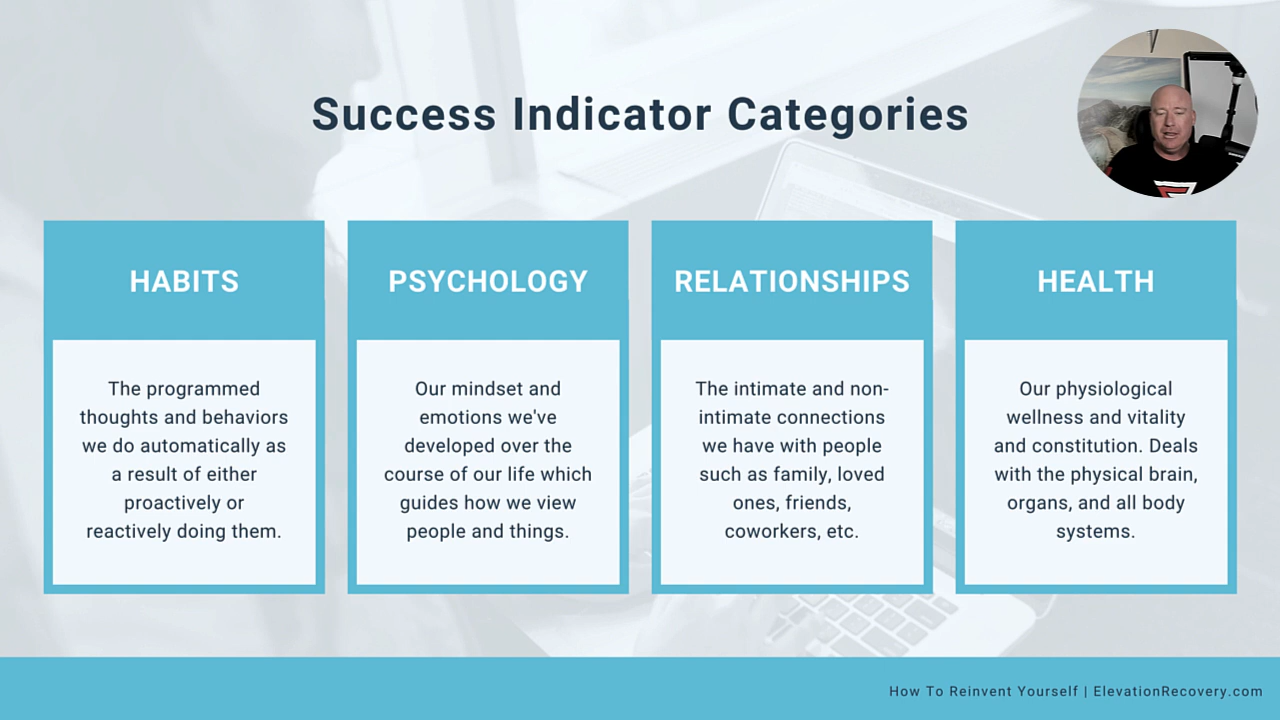 Success Indicator Categories
HABITS
The programmed
thoughts and behaviors
we do automatically as
a result of either
proactively or
reactively doing them.
PSYCHOLOGY
Our mindset and
emotions we've
developed over the
course of our life which
guides how we view
people and things.
RELATIONSHIPS
The intimate and non-
intimate connections
we have with people
such as family, loved
ones, friends,
coworkers, etc.
HEALTH
Our physiological
wellness and vitality
and constitution. Deals
with the physical brain,
organs, and all body
systems.
How To Reinvent Yourself | ElevationRecovery.com